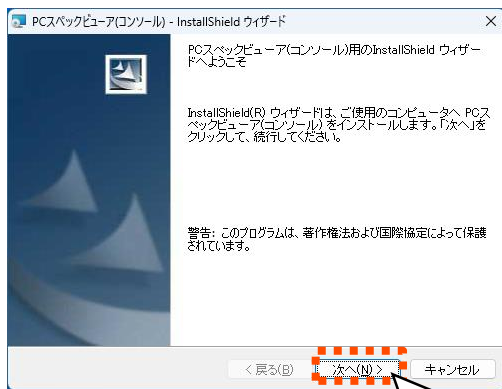 PCスペックビューア(コンソール) - InstallShield ウィザード
PCスペックビューア(コンソール)用のInstallShield ウィザー
ドへようこそ
InstallShield(R) ウィザードは、ご使用のコンピュータへ PCス
ペックビューア(コンソール) をインストールします。「次へ」を
クリックして、続行してください。
警告: このプログラムは、著作権法および国際協定によって保護
されています。
< 戻る(B)
次へ(N) >
キャンセル